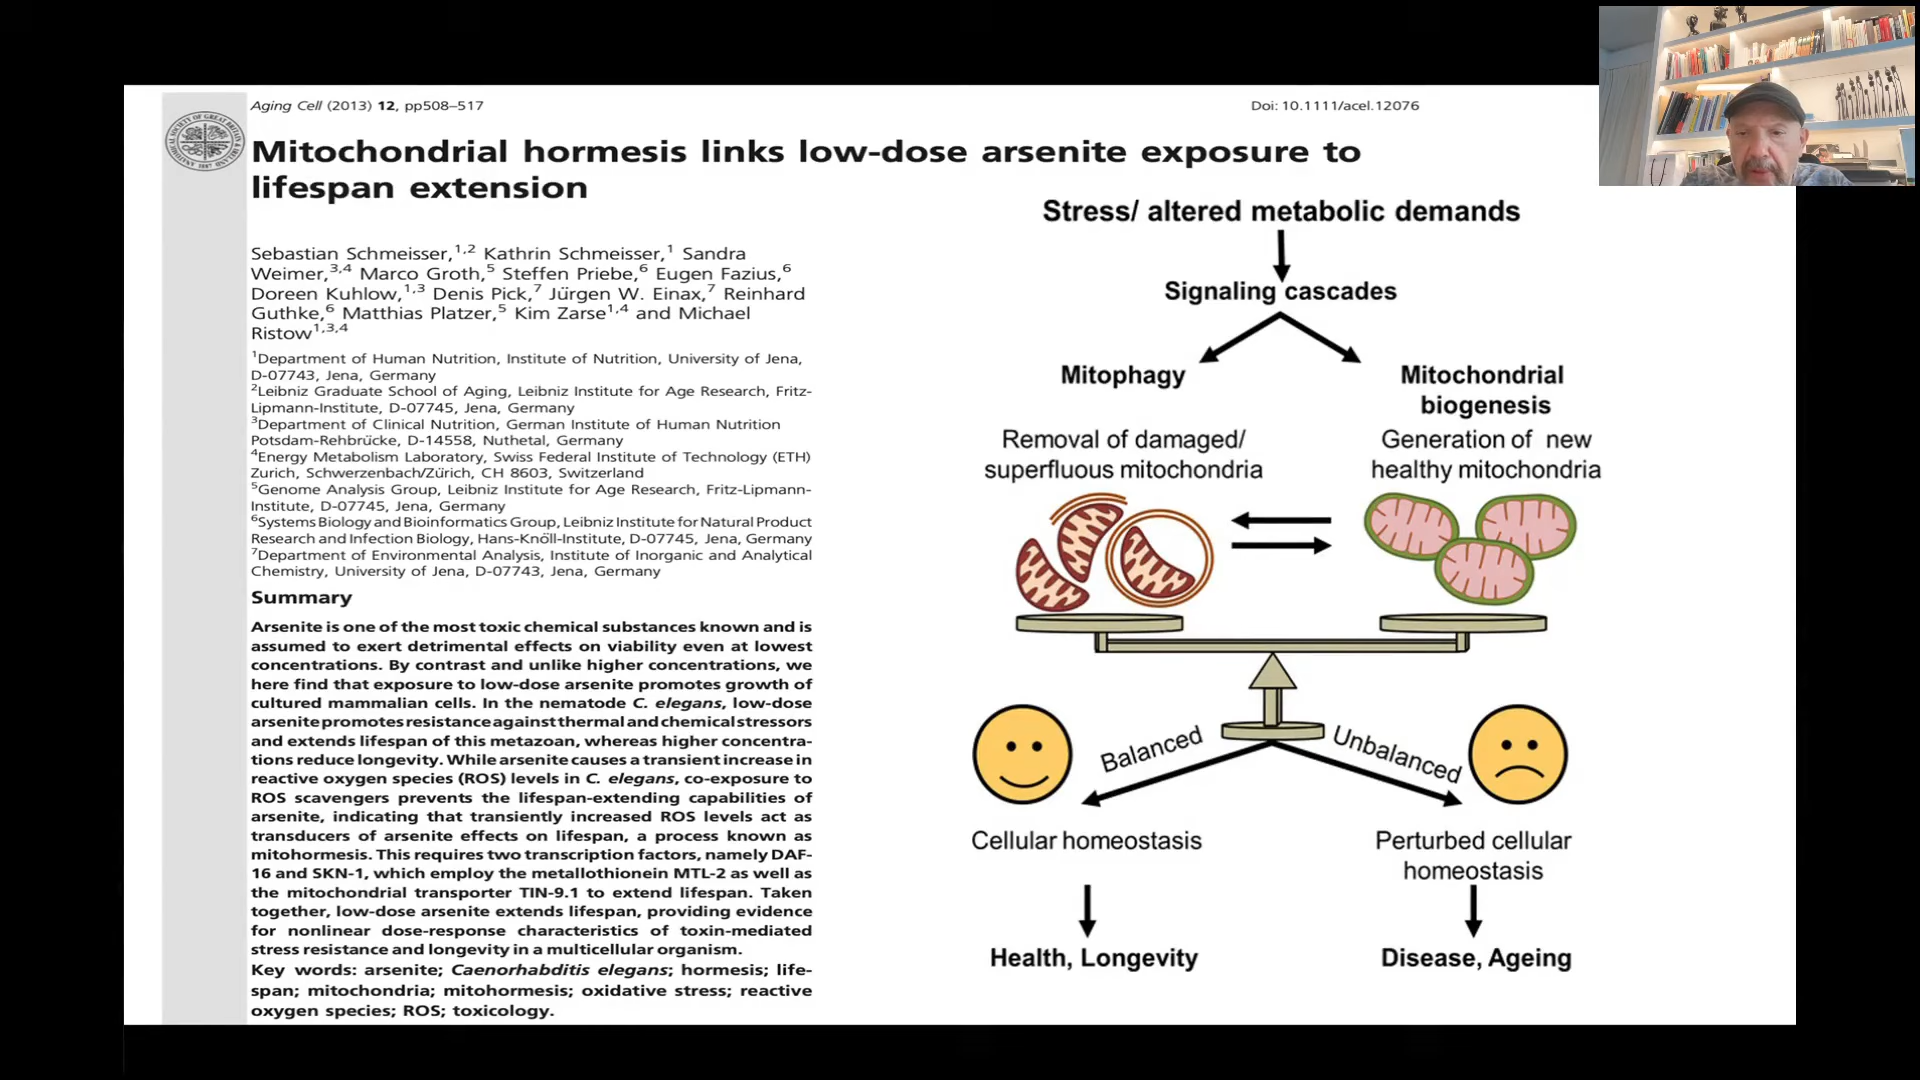 Aging Cell (2013) 12, pp508–517
Doi: 10.1111/acel.12076
Mitochondrial hormesis links low-dose arsenite exposure to
lifespan extension
Sebastian Schmeisser,1,2 Kathrin Schmeisser,1 Sandra
Weimer,3,4 Marco Groth,5 Steffen Priebe,6 Eugen Fazius,6
Doreen Kuhlow,1,3 Denis Pick,7 Jürgen W. Einax,7 Reinhard
Guthke,6 Matthias Platzer,5 Kim Zarse1,4 and Michael
Ristow1,3,4
1Department of Human Nutrition, Institute of Nutrition, University of Jena,
D-07743, Jena, Germany
2Leibniz Graduate School of Aging, Leibniz Institute for Age Research, Fritz-
Lipmann-Institute, D-07745, Jena, Germany
3Department of Clinical Nutrition, German Institute of Human Nutrition
Potsdam-Rehbrücke, D-14558, Nuthetal, Germany
4Energy Metabolism Laboratory, Swiss Federal Institute of Technology (ETH)
Zurich, Schwerzenbach/Zürich, CH 8603, Switzerland
5Genome Analysis Group, Leibniz Institute for Age Research, Fritz-Lipmann-
Institute, D-07745, Jena, Germany
6Systems Biology and Bioinformatics Group, Leibniz Institute for Natural Product
Research and Infection Biology, Hans-Knöll-Institute, D-07745, Jena, Germany
7Department of Environmental Analysis, Institute of Inorganic and Analytical
Chemistry, University of Jena, D-07743, Jena, Germany
Summary
Arsenite is one of the most toxic chemical substances known and is
assumed to exert detrimental effects on viability even at lowest
concentrations. By contrast and unlike higher concentrations, we
here find that exposure to low-dose arsenite promotes growth of
cultured mammalian cells. In the nematode C. elegans, low-dose
arsenite promotes resistance against thermal and chemical stressors
and extends lifespan of this metazoan, whereas higher concentra-
tions reduce longevity. While arsenite causes a transient increase in
reactive oxygen species (ROS) levels in C. elegans, co-exposure to
ROS scavengers prevents the lifespan-extending capabilities of
arsenite, indicating that transiently increased ROS levels act as
transducers of arsenite effects on lifespan, a process known as
mitohormesis. This requires two transcription factors, namely DAF-
16 and SKN-1, which employ the metallothionein MTL-2 as well as
the mitochondrial transporter TIN-9.1 to extend lifespan. Taken
together, low-dose arsenite extends lifespan, providing evidence
for nonlinear dose-response characteristics of toxin-mediated
stress resistance and longevity in a multicellular organism.
Key words: arsenite; Caenorhabditis elegans; hormesis; life-
span; mitochondria; mitohormesis; oxidative stress; reactive
oxygen species; ROS; toxicology.
Stress/ altered metabolic demands
Signaling cascades
Mitophagy
Mitochondrial
biogenesis
Removal of damaged/
superfluous mitochondria
Generation of new
healthy mitochondria
Balanced
Unbalanced
Cellular homeostasis
Perturbed cellular
homeostasis
Health, Longevity
Disease, Ageing